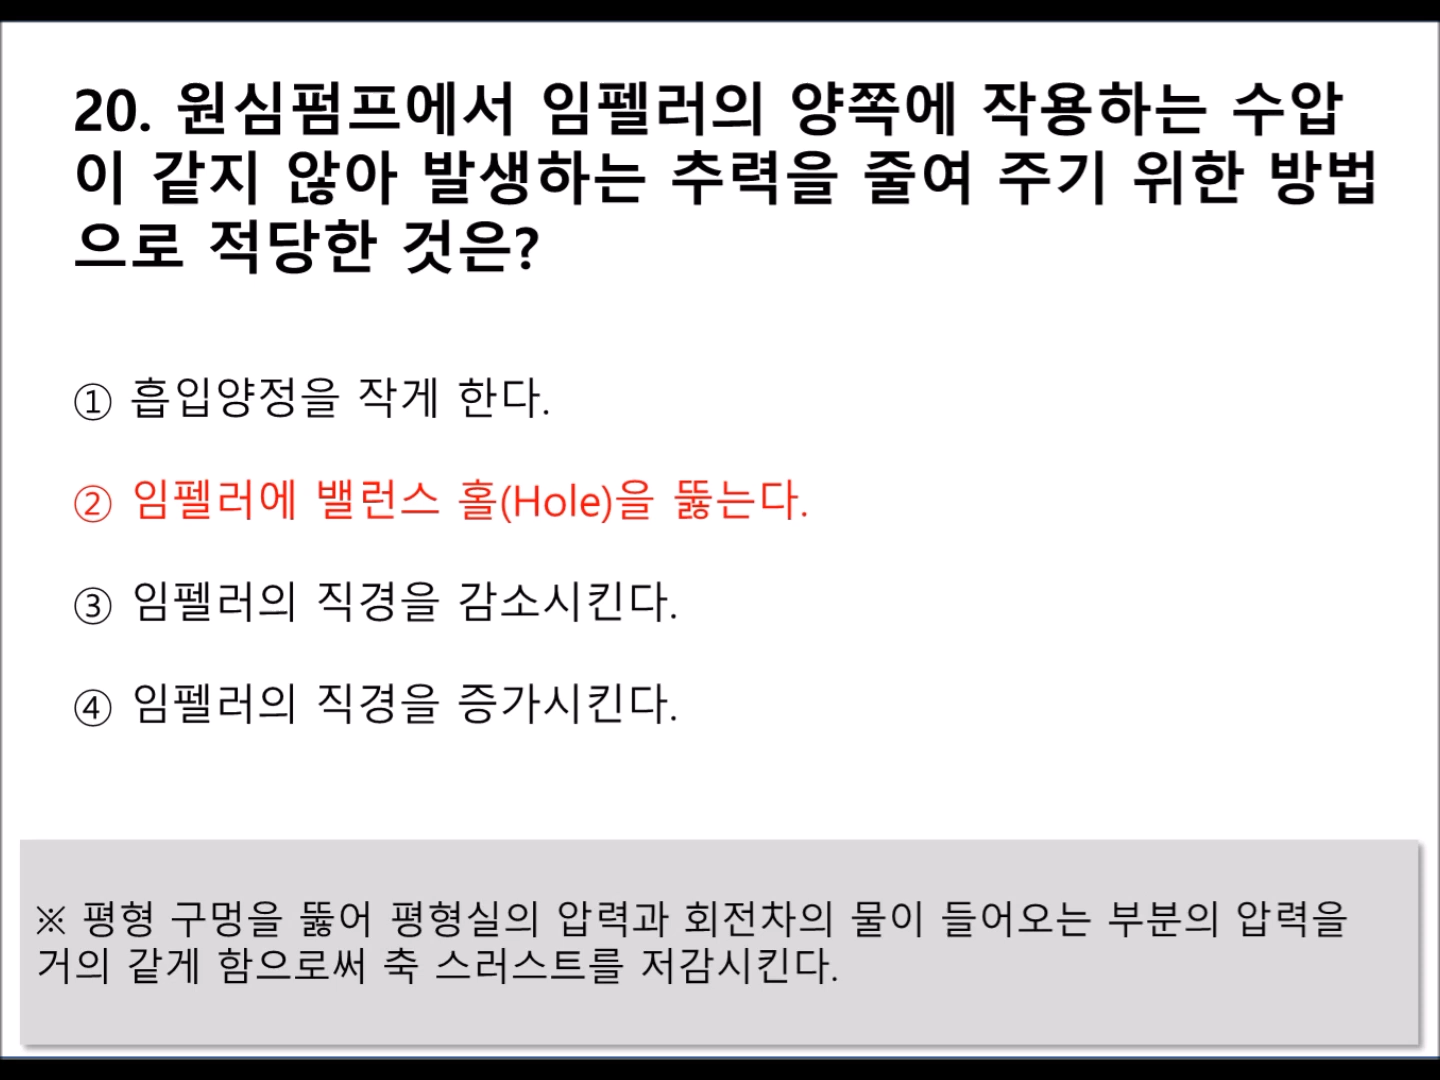 20. 원심펌프에서 임펠러의 양쪽에 작용하는 수압
이 같지 않아 발생하는 추력을 줄여 주기 위한 방법
으로 적당한 것은?
① 흡입양정을 작게 한다.
② 임펠러에 밸런스 홀(Hole)을 뚫는다.
③ 임펠러의 직경을 감소시킨다.
④ 임펠러의 직경을 증가시킨다.
※ 평형 구멍을 뚫어 평형실의 압력과 회전차의 물이 들어오는 부분의 압력을
거의 같게 함으로써 축 스러스트를 저감시킨다.